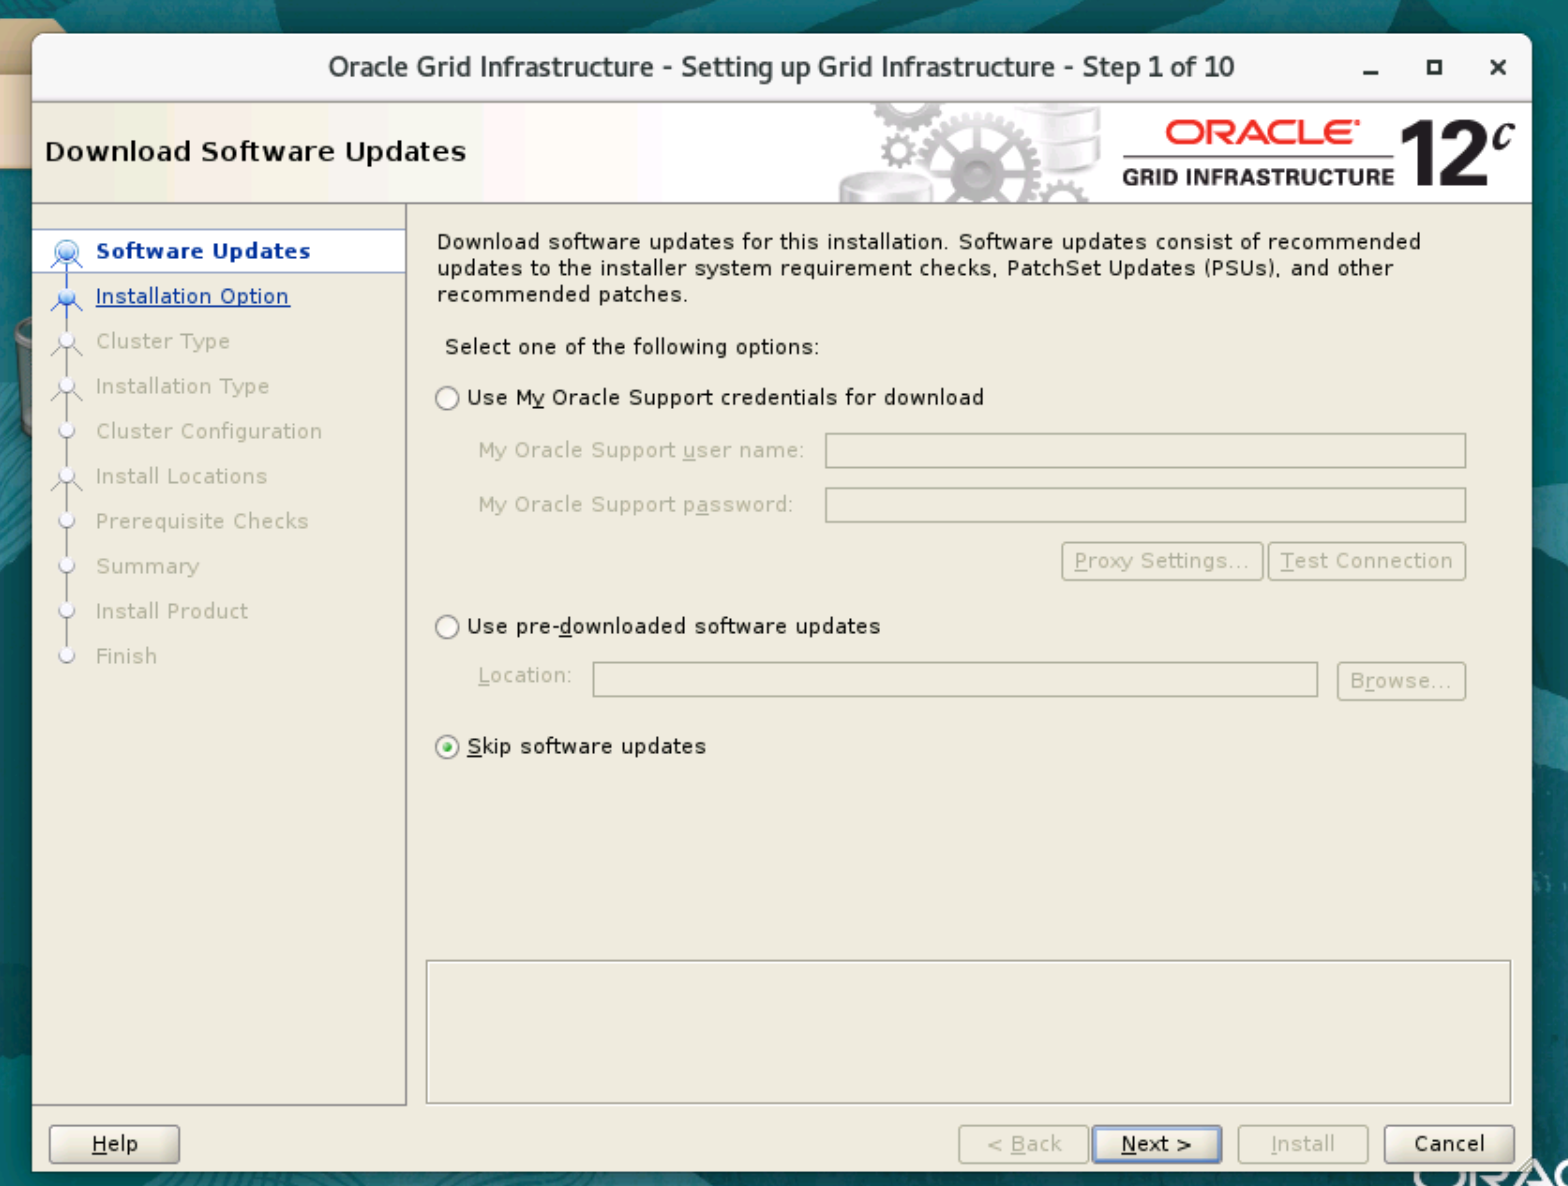 Oracle Grid Infrastructure - Setting up Grid Infrastructure - Step 1 of 10
Download Software Updates
ORACLE
GRID INFRASTRUCTURE
12c
Software Updates
Installation Option
Cluster Type
Installation Type
Cluster Configuration
Install Locations
Prerequisite Checks
Summary
Install Product
Finish
Download software updates for this installation. Software updates consist of recommended
updates to the installer system requirement checks, PatchSet Updates (PSUs), and other
recommended patches.
Select one of the following options:
Use My Oracle Support credentials for download
My Oracle Support user name:
My Oracle Support password:
Proxy Settings... Test Connection
Use pre-downloaded software updates
Location: Browse...
Skip software updates
Help < Back Next > Install Cancel